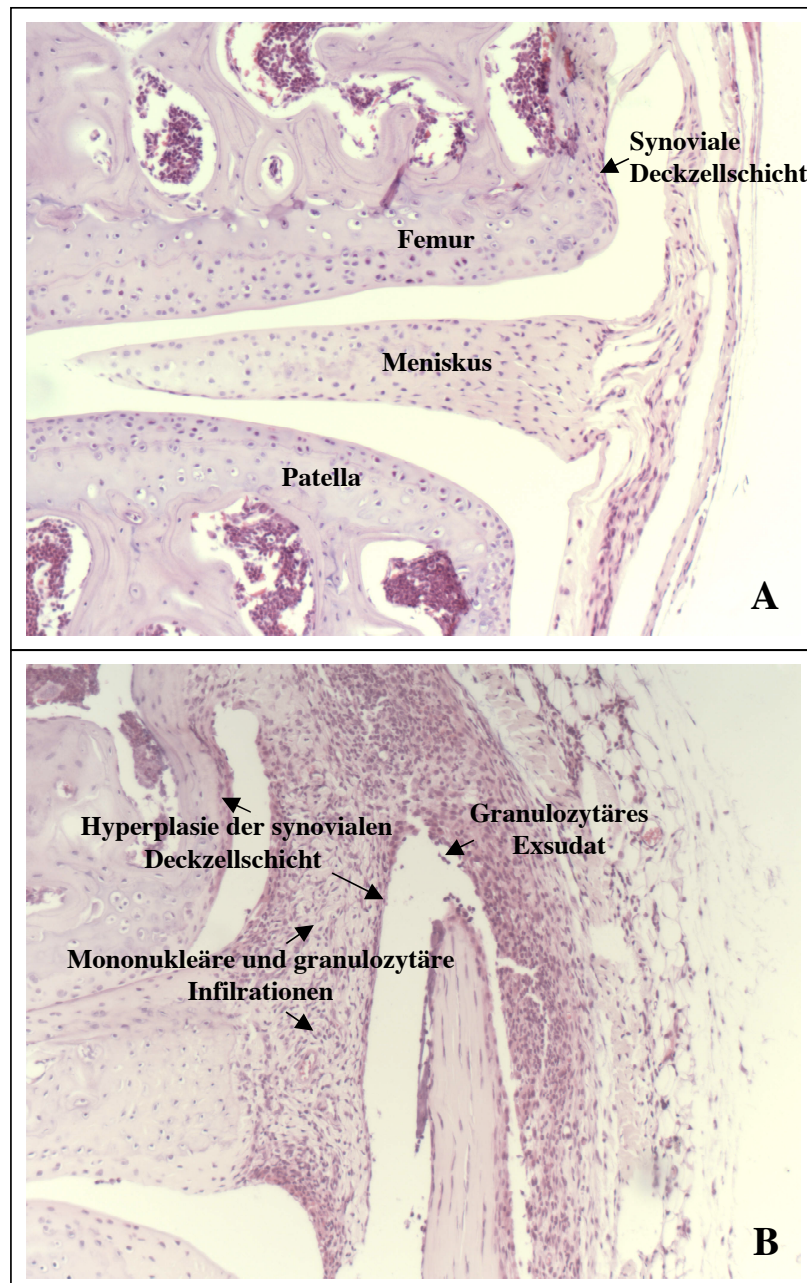 Synoviale
Deckzellschicht
Femur
Meniskus
Patella
A
Hyperplasie der synovialen
Deckzellschicht
Granulozytäres
Exsudat
Mononukleäre und granulozytäre
Infilrationen
B